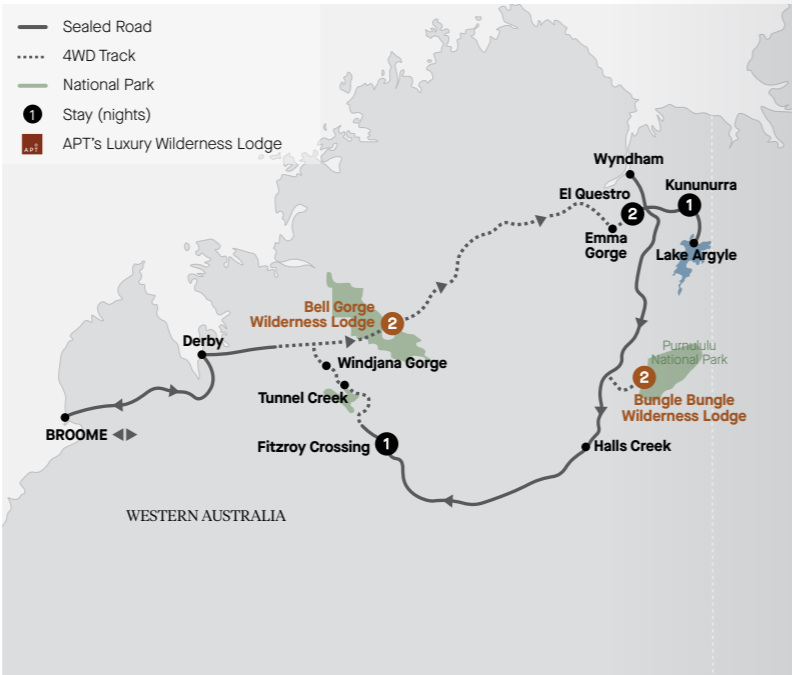 Sealed Road
4WD Track
National Park
1
Stay (nights)
APT
APT's Luxury Wilderness Lodge
Wyndham
Kununurra
El Questro
2
1
Emma
Gorge
Lake Argyle
Bell Gorge
Wilderness Lodge
2
Derby
Windjana Gorge
Purnululu
National Park
2
Tunnel Creek
Bungle Bungle
Wilderness Lodge
BROOME
Fitzroy Crossing
1
Halls Creek
WESTERN AUSTRALIA